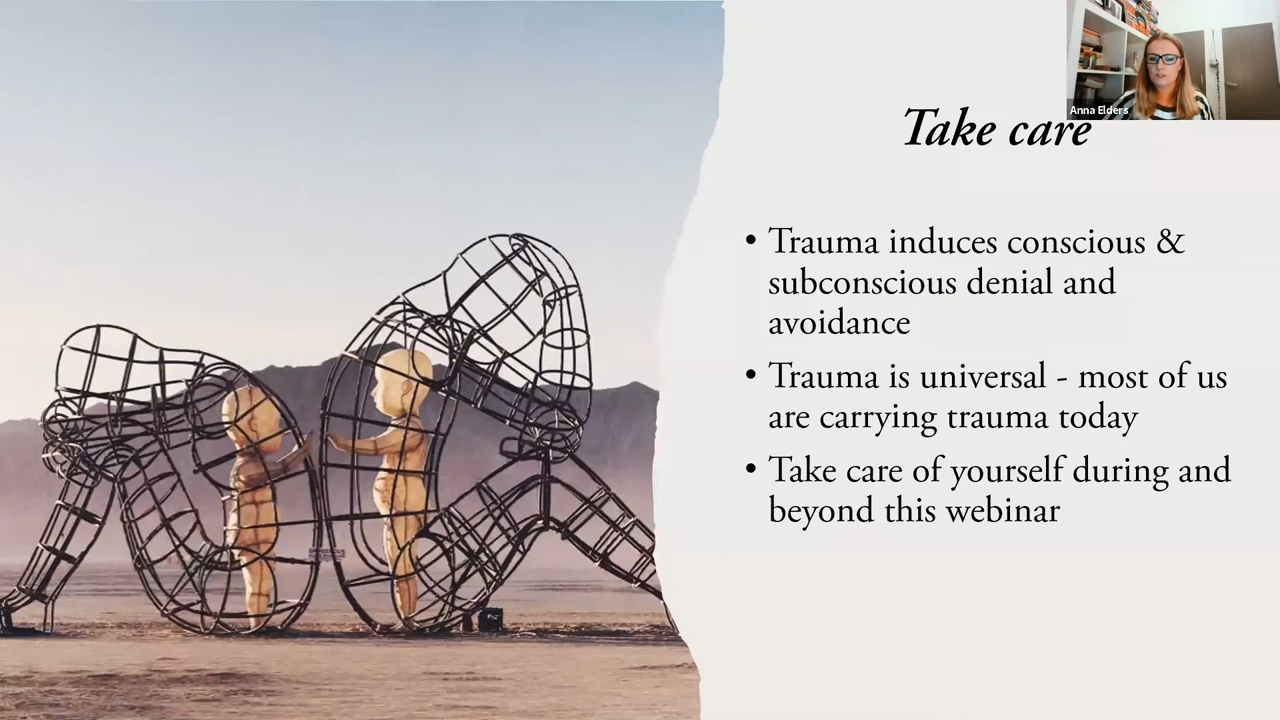 Anna Elders
Take care
• Trauma induces conscious &
subconscious denial and
avoidance
• Trauma is universal - most of us
are carrying trauma today
• Take care of yourself during and
beyond this webinar